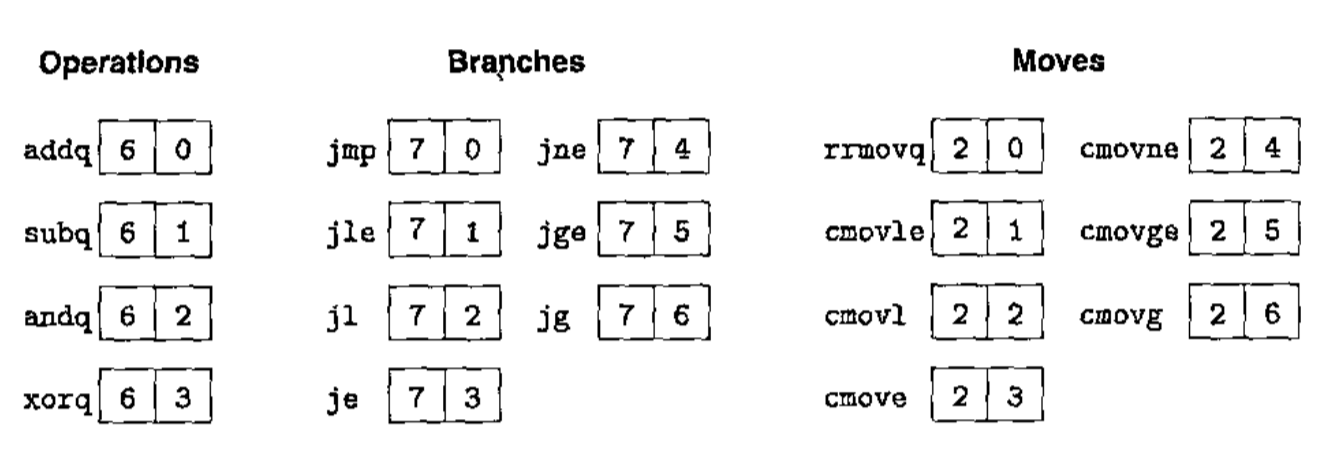 Operations Branches Moves
addq 6 0 jmp 7 0 jne 7 4 rrmovq 2 0 cmovne 2 4
subq 6 1 jle 7 1 jge 7 5 cmovle 2 1 cmovge 2 5
andq 6 2 jl 7 2 jg 7 6 cmovl 2 2 cmovg 2 6
xorq 6 3 je 7 3 cmove 2 3